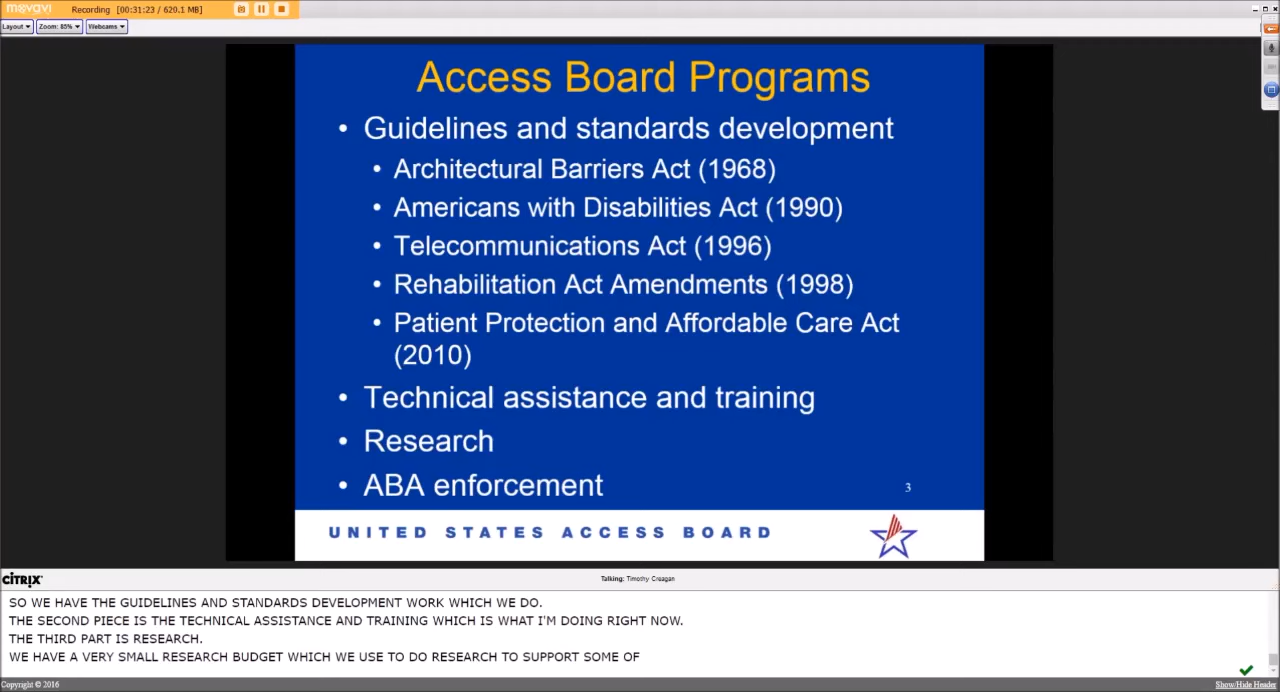 movavi Recording [00:31:23 / 620.1 MB]
Layout Zoom: 85% Webcams
Access Board Programs
• Guidelines and standards development
• Architectural Barriers Act (1968)
• Americans with Disabilities Act (1990)
• Telecommunications Act (1996)
• Rehabilitation Act Amendments (1998)
• Patient Protection and Affordable Care Act
(2010)
• Technical assistance and training
• Research
• ABA enforcement
3
UNITED STATES ACCESS BOARD
CITRIX
Talking: Timothy Creagan
SO WE HAVE THE GUIDELINES AND STANDARDS DEVELOPMENT WORK WHICH WE DO.
THE SECOND PIECE IS THE TECHNICAL ASSISTANCE AND TRAINING WHICH IS WHAT I'M DOING RIGHT NOW.
THE THIRD PART IS RESEARCH.
WE HAVE A VERY SMALL RESEARCH BUDGET WHICH WE USE TO DO RESEARCH TO SUPPORT SOME OF
Copyright © 2016 Show/Hide Header